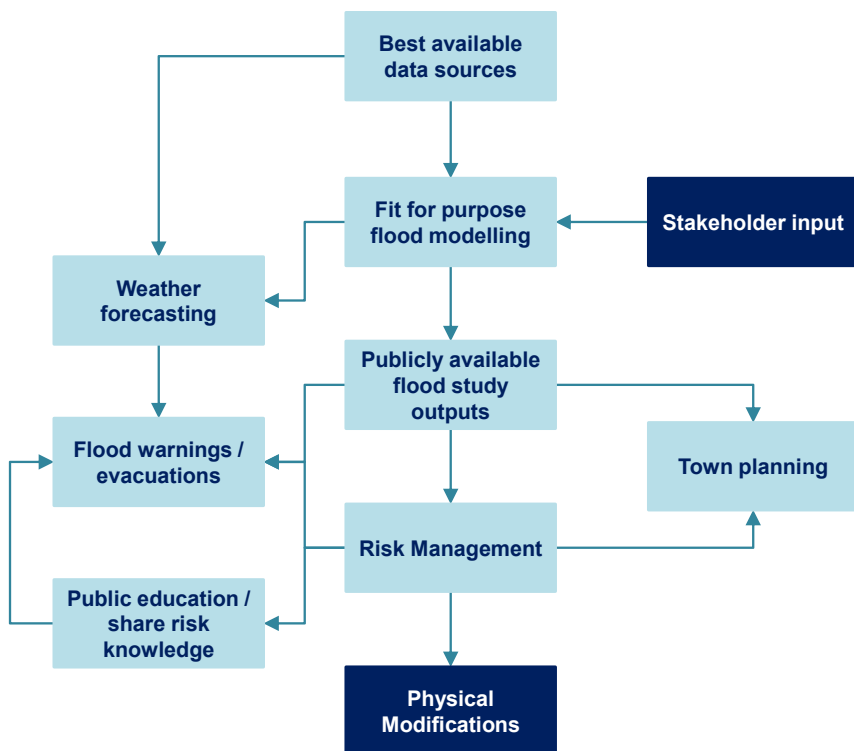 Best available
data sources
Fit for purpose
flood modelling
Stakeholder input
Weather
forecasting
Publicly available
flood study
outputs
Flood warnings /
evacuations
Town planning
Risk Management
Public education /
share risk
knowledge
Physical
Modifications